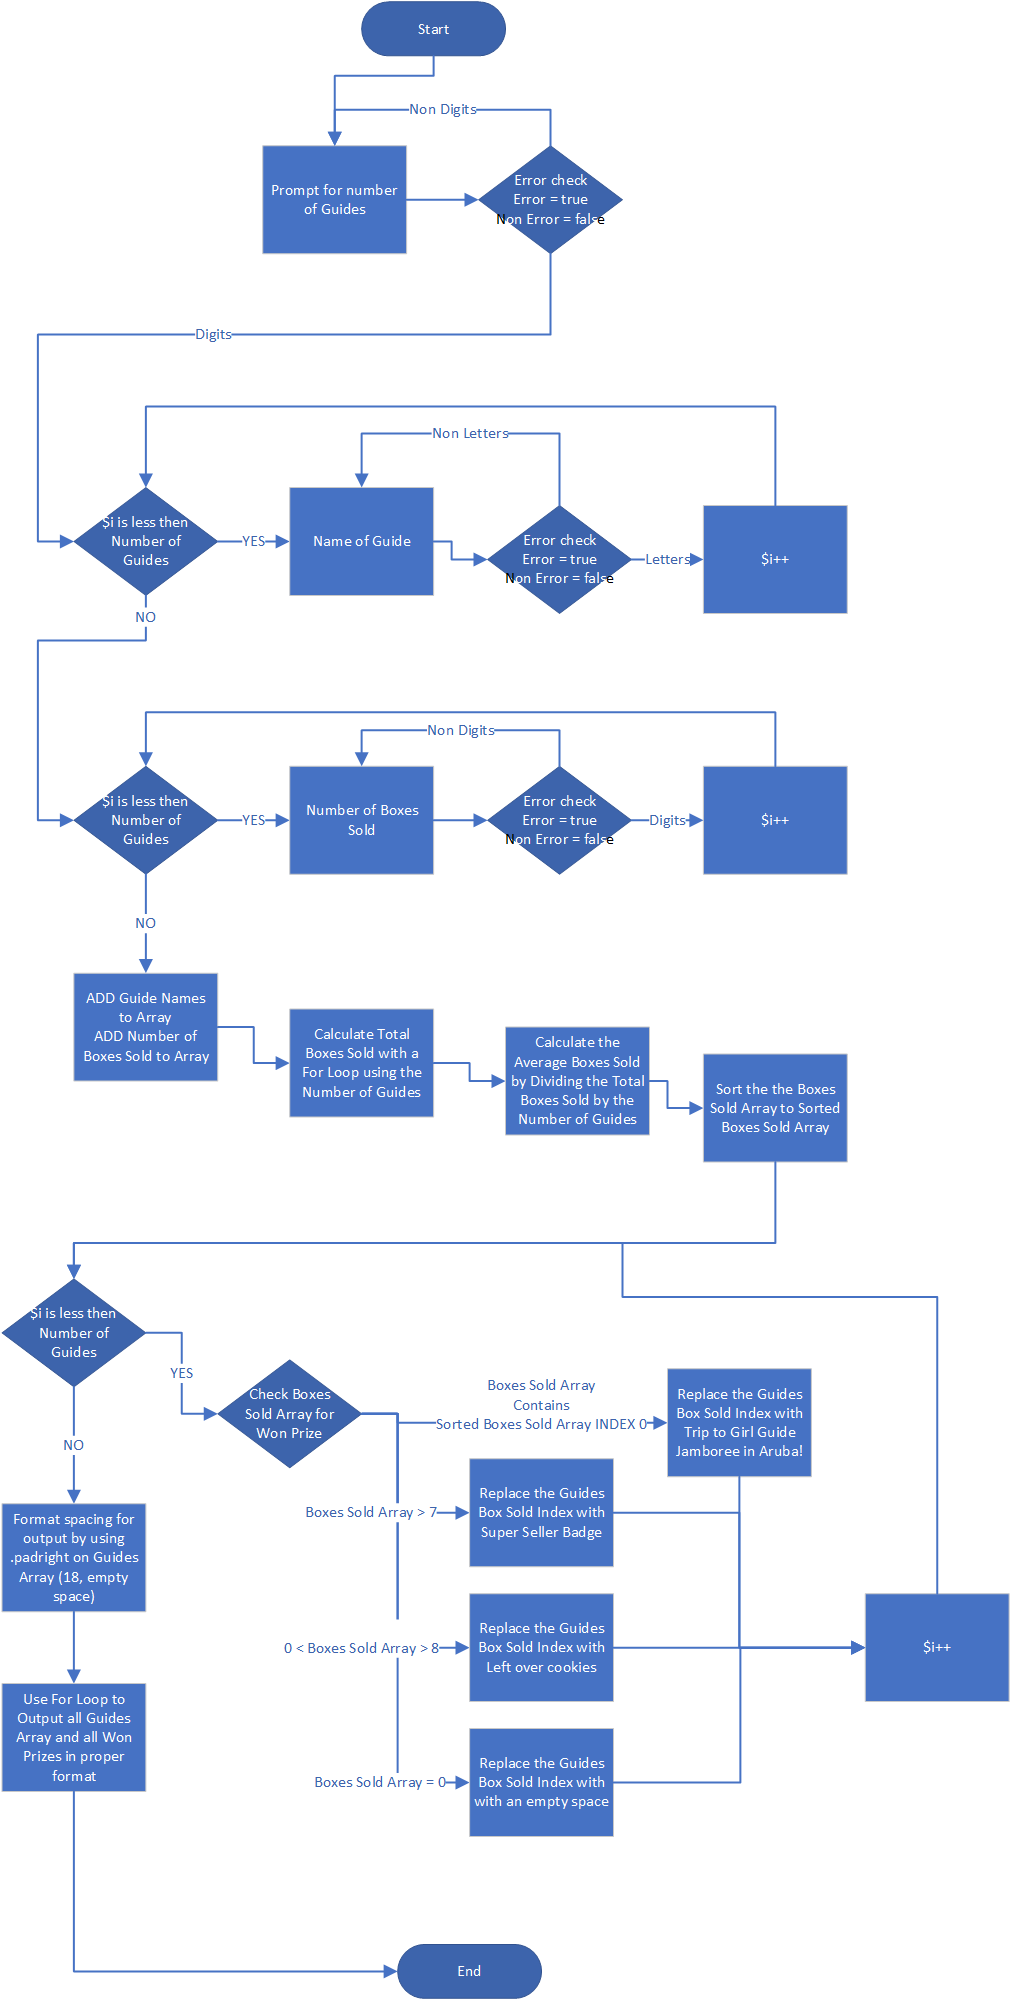 Start
Non Digits
Prompt for number
of Guides
Error check
Error = true
Non Error = false
Digits
Non Letters
$i is less then
Number of
Guides
YES
Name of Guide
Error check
Error = true
Non Error = false
Letters
$i++
NO
Non Digits
$i is less then
Number of
Guides
YES
Number of Boxes
Sold
Error check
Error = true
Non Error = false
Digits
$i++
NO
ADD Guide Names
to Array
ADD Number of
Boxes Sold to Array
Calculate Total
Boxes Sold with a
For Loop using the
Number of Guides
Calculate the
Average Boxes Sold
by Dividing the Total
Boxes Sold by the
Number of Guides
Sort the the Boxes
Sold Array to Sorted
Boxes Sold Array
$i is less then
Number of
Guides
YES
Check Boxes
Sold Array for
Won Prize
Boxes Sold Array
Contains
Sorted Boxes Sold Array INDEX 0
Replace the Guides
Box Sold Index with
Trip to Girl Guide
Jamboree in Aruba!
NO
Boxes Sold Array > 7
Replace the Guides
Box Sold Index with
Super Seller Badge
Format spacing for
output by using
.padright on Guides
Array (18, empty
space)
0 < Boxes Sold Array > 8
Replace the Guides
Box Sold Index with
Left over cookies
$i++
Use For Loop to
Output all Guides
Array and all Won
Prizes in proper
format
Boxes Sold Array = 0
Replace the Guides
Box Sold Index with
with an empty space
End